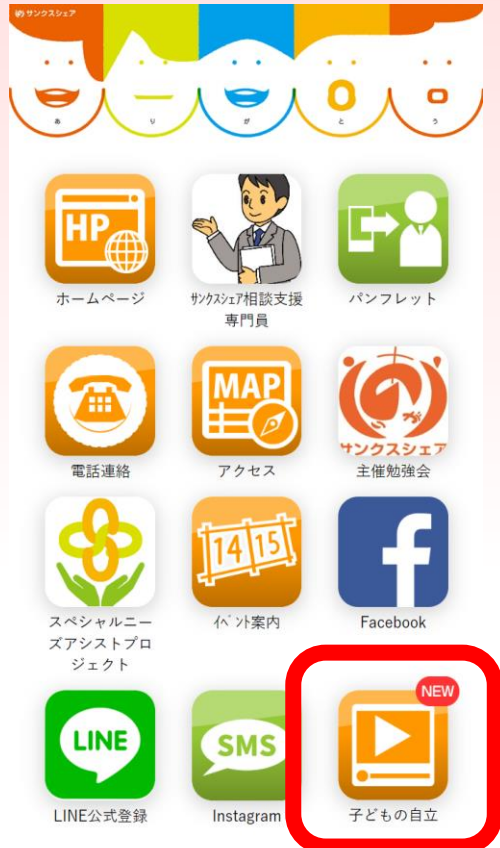 サンクスシェア
あ り が と う
HP
ホームページ
ｻﾝｸｽｼｪｱ相談支援
専門員
パンフレット
電話連絡
MAP
アクセス
サンクスシェア
主催勉強会
スペシャルニー
ズアシストプロ
ジェクト
14 15
ｲﾍﾞﾝﾄ案内
f
Facebook
LINE
LINE公式登録
SMS
Instagram
NEW
子どもの自立